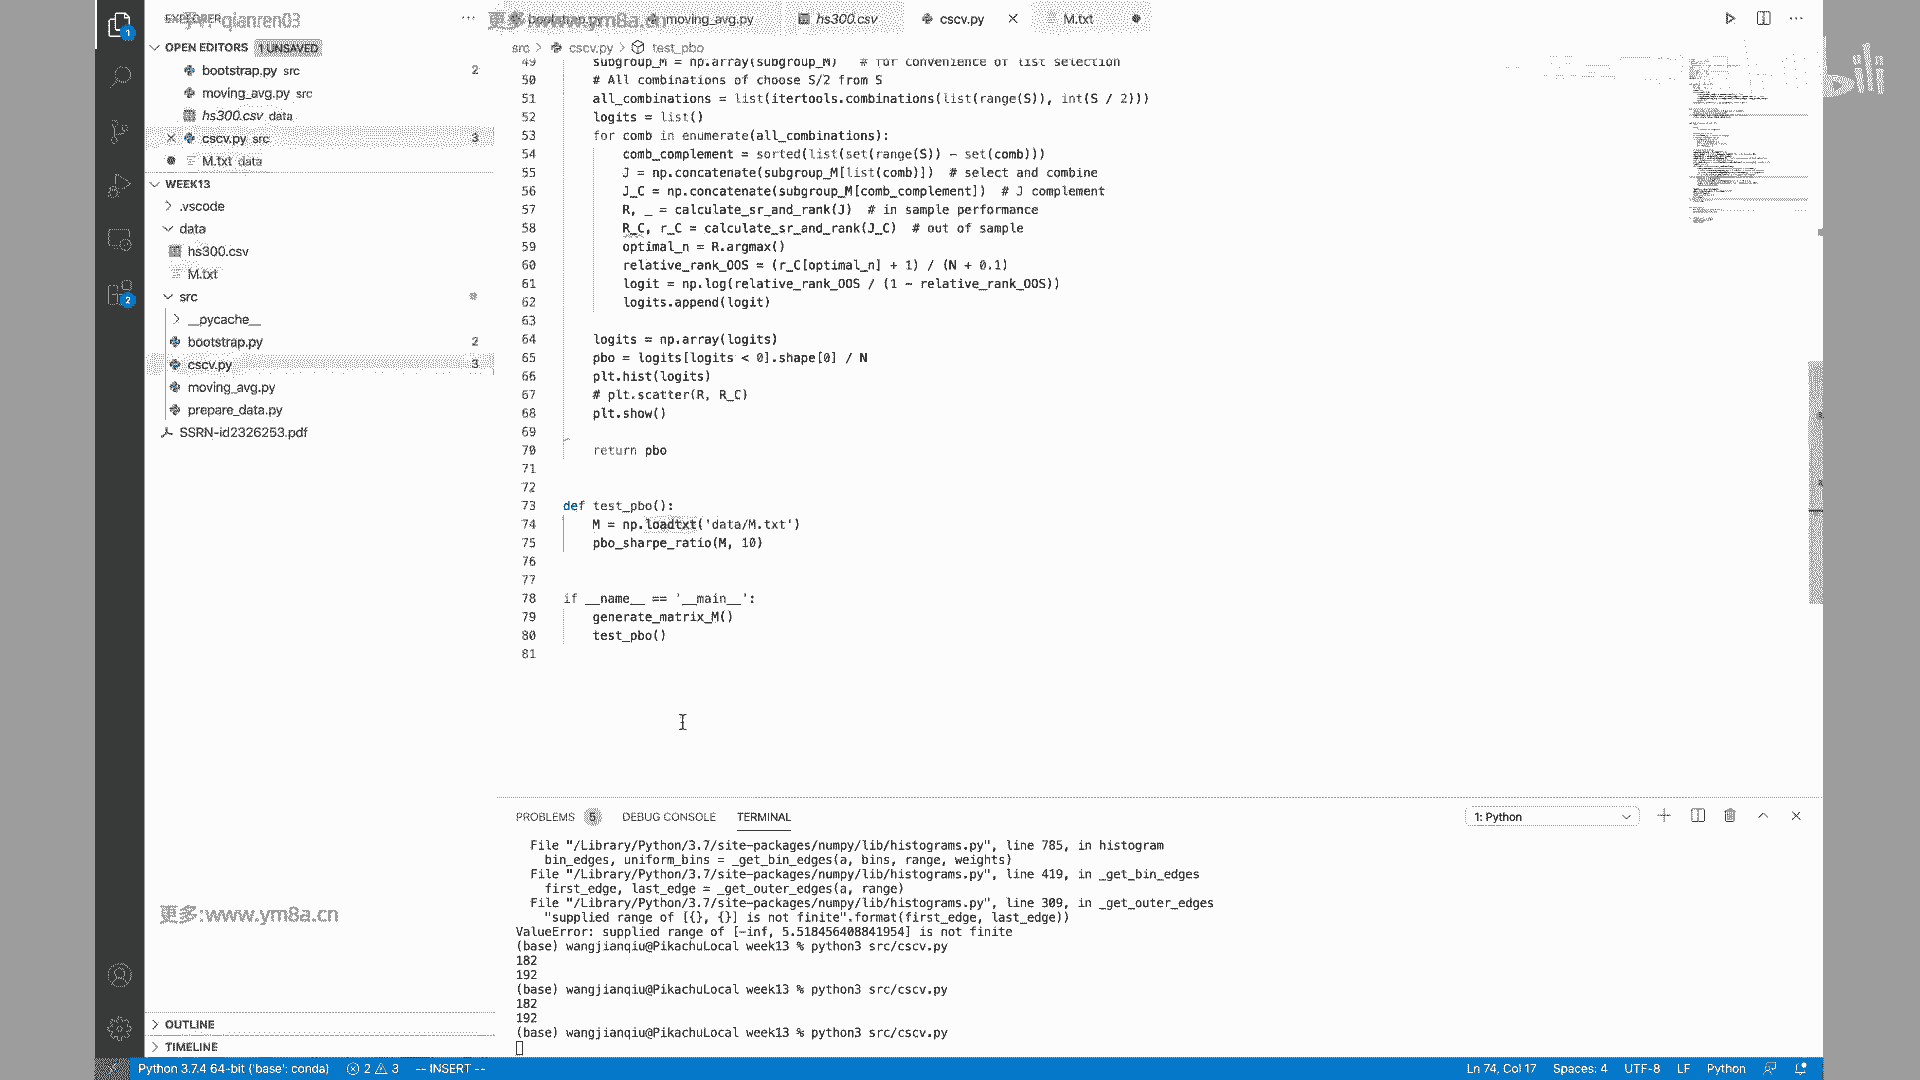 EXPLORER
qianren03
OPEN EDITORS 1 UNSAVED
bootstrap.py src 2
moving_avg.py src
hs300.csv data
cscv.py src 3
M.txt data
WEEK13
.vscode
data
hs300.csv
M.txt
src
__pycache__
bootstrap.py 2
cscv.py 3
moving_avg.py
prepare_data.py
SSRN-id2326253.pdf
更多:www.ym8a.cn
OUTLINE
TIMELINE
更多:www.ym8a.cn
bootstrap.py moving_avg.py hs300.csv cscv.py M.txt
src > cscv.py > test_pbo
49 subgroup_M = np.array(subgroup_M) # for convenience of list selection
50 # All combinations of choose S/2 from S
51 all_combinations = list(itertools.combinations(list(range(S)), int(S / 2)))
52 logits = list()
53 for comb in enumerate(all_combinations):
54 comb_complement = sorted(list(set(range(S)) - set(comb)))
55 J = np.concatenate(subgroup_M[list(comb)]) # select and combine
56 J_C = np.concatenate(subgroup_M[comb_complement]) # J complement
57 R, _ = calculate_sr_and_rank(J) # in sample performance
58 R_C, r_C = calculate_sr_and_rank(J_C) # out of sample
59 optimal_n = R.argmax()
60 relative_rank_OOS = (r_C[optimal_n] + 1) / (N + 0.1)
61 logit = np.log(relative_rank_OOS / (1 - relative_rank_OOS))
62 logits.append(logit)
63
64 logits = np.array(logits)
65 pbo = logits[logits < 0].shape[0] / N
66 plt.hist(logits)
67 # plt.scatter(R, R_C)
68 plt.show()
69
70 return pbo
71
72
73 def test_pbo():
74 M = np.loadtxt('data/M.txt')
75 pbo_sharpe_ratio(M, 10)
76
77
78 if __name__ == '__main__':
79 generate_matrix_M()
80 test_pbo()
81
PROBLEMS 5 DEBUG CONSOLE TERMINAL 1: Python
File "/Library/Python/3.7/site-packages/numpy/lib/histograms.py", line 785, in histogram
bin_edges, uniform_bins = _get_bin_edges(a, bins, range, weights)
File "/Library/Python/3.7/site-packages/numpy/lib/histograms.py", line 419, in _get_bin_edges
first_edge, last_edge = _get_outer_edges(a, range)
File "/Library/Python/3.7/site-packages/numpy/lib/histograms.py", line 309, in _get_outer_edges
"supplied range of [{}, {}] is not finite".format(first_edge, last_edge))
ValueError: supplied range of [-inf, 5.518456408841954] is not finite
(base) wangjianqiu@PikachuLocal week13 % python3 src/cscv.py
182
192
(base) wangjianqiu@PikachuLocal week13 % python3 src/cscv.py
182
192
(base) wangjianqiu@PikachuLocal week13 % python3 src/cscv.py
Python 3.7.4 64-bit ('base': conda) 2 3 -- INSERT -- Ln 74, Col 17 Spaces: 4 UTF-8 LF Python